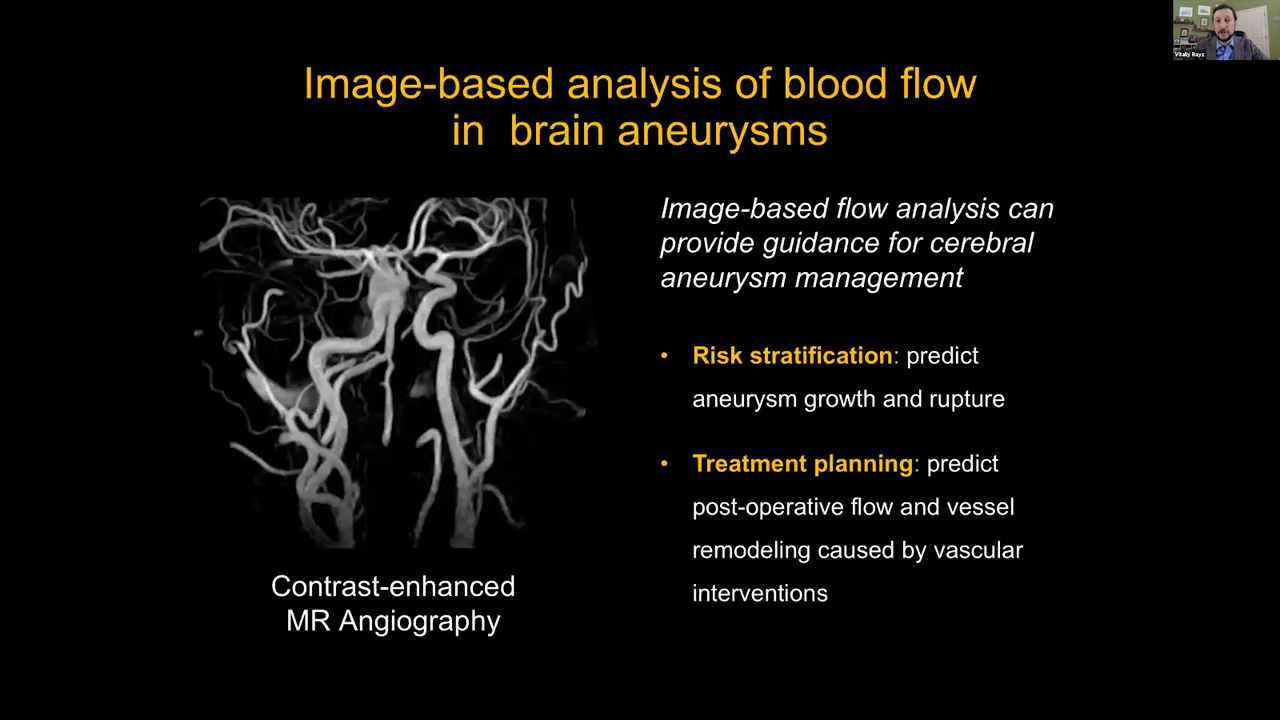 Image-based analysis of blood flow
in brain aneurysms
Image-based flow analysis can
provide guidance for cerebral
aneurysm management
• Risk stratification: predict
aneurysm growth and rupture
• Treatment planning: predict
post-operative flow and vessel
remodeling caused by vascular
interventions
Contrast-enhanced
MR Angiography
Vitaliy Rayz